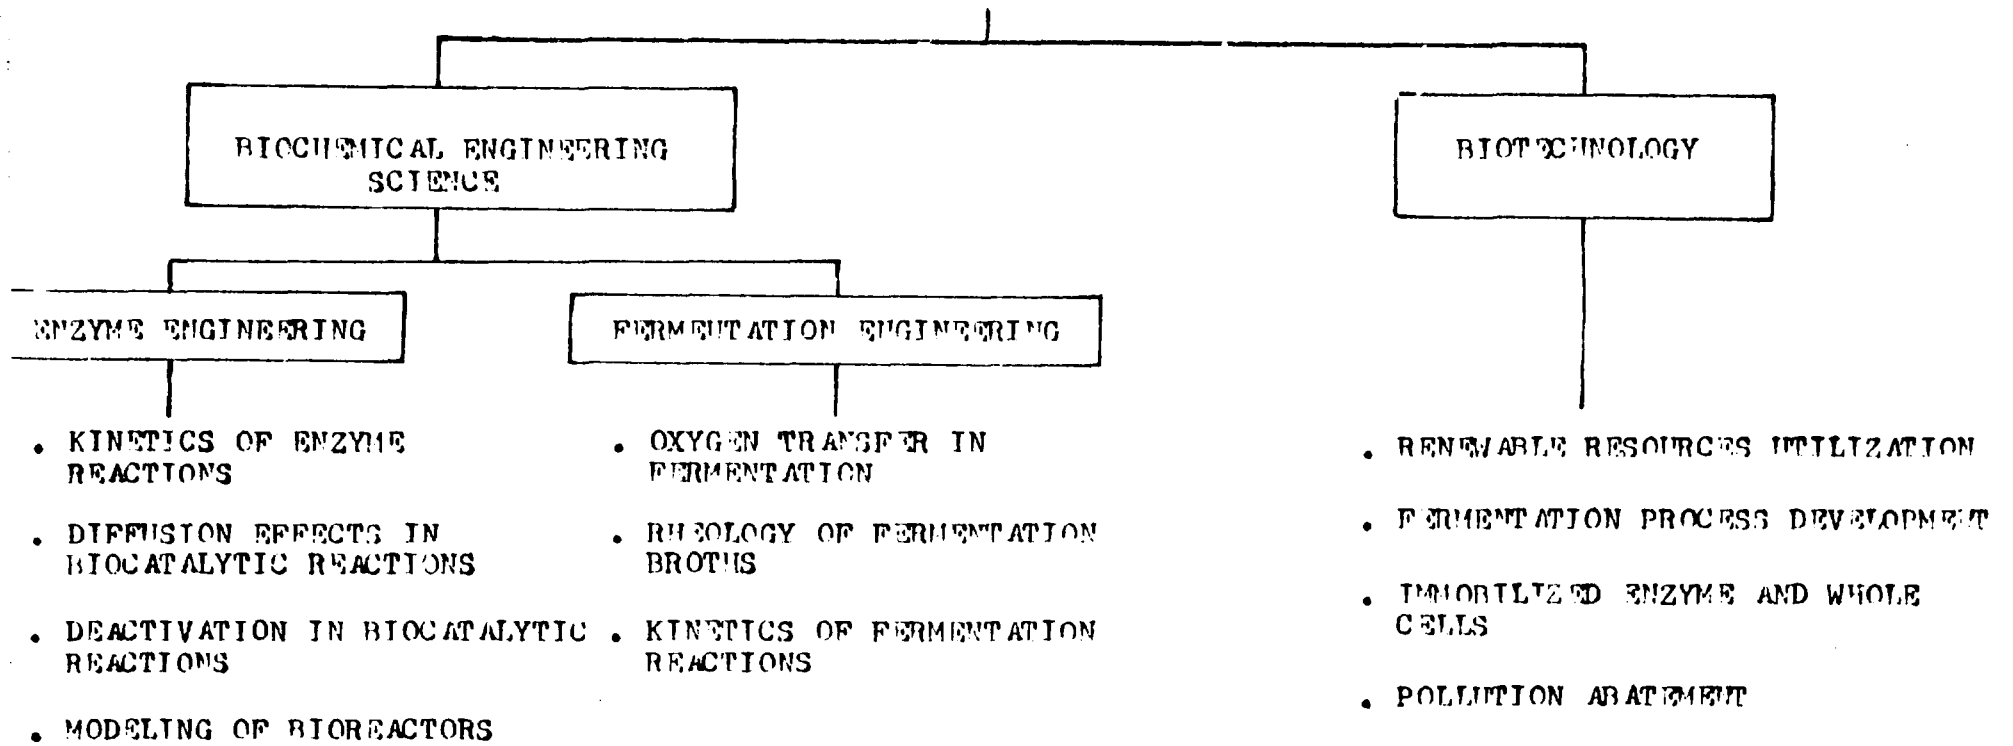 BIOCHEMICAL ENGINEERING
SCIENCE
BIOTECHNOLOGY
ENZYME ENGINEERING
FERMENTATION ENGINEERING
• KINETICS OF ENZYME
REACTIONS
• DIFFUSION EFFECTS IN
BIOCATALYTIC REACTIONS
• DEACTIVATION IN BIOCATALYTIC
REACTIONS
• MODELING OF BIOREACTORS
• OXYGEN TRANSFER IN
FERMENTATION
• RHEOLOGY OF FERMENTATION
BROTHS
• KINETICS OF FERMENTATION
REACTIONS
• RENEWABLE RESOURCES UTILIZATION
• FERMENTATION PROCESS DEVELOPMENT
• IMMOBILIZED ENZYME AND WHOLE
CELLS
• POLLUTION ABATEMENT